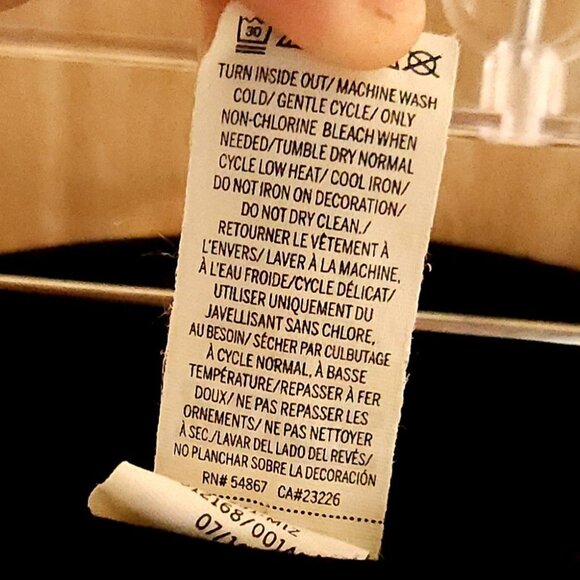 30
TURN INSIDE OUT/ MACHINE WASH
COLD/ GENTLE CYCLE/ ONLY
NON-CHLORINE BLEACH WHEN
NEEDED/TUMBLE DRY NORMAL
CYCLE LOW HEAT/ COOL IRON/
DO NOT IRON ON DECORATION/
DO NOT DRY CLEAN./
RETOURNER LE VÊTEMENT À
L'ENVERS/ LAVER À LA MACHINE,
À L'EAU FROIDE/CYCLE DÉLICAT/
UTILISER UNIQUEMENT DU
JAVELLISANT SANS CHLORE,
AU BESOIN/ SÉCHER PAR CULBUTAGE
À CYCLE NORMAL, À BASSE
TEMPÉRATURE/REPASSER À FER
DOUX/ NE PAS REPASSER LES
ORNEMENTS/ NE PAS NETTOYER
À SEC./LAVAR DEL LADO DEL REVÉS/
NO PLANCHAR SOBRE LA DECORACIÓN
RN# 54867 CA#23226